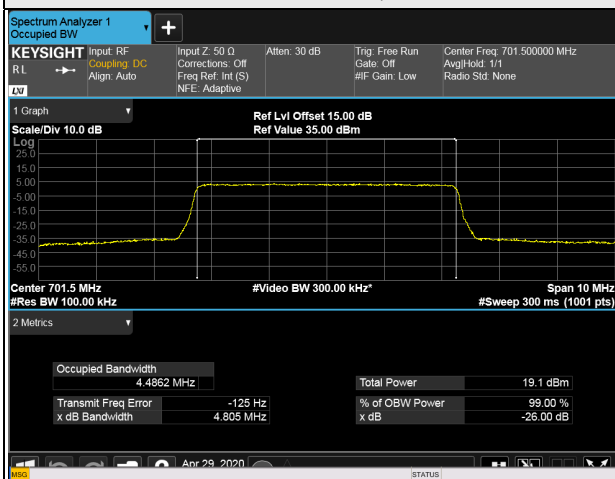 Spectrum Analyzer 1
Occupied BW
+
KEYSIGHT Input: RF Input Z: 50 Ω Atten: 30 dB Trig: Free Run Center Freq: 701.500000 MHz
R L Coupling: DC Corrections: Off Gate: Off Avg|Hold: 1/1
Align: Auto Freq Ref: Int (S) #IF Gain: Low Radio Std: None
LXI NFE: Adaptive
1 Graph Ref Lvl Offset 15.00 dB
Scale/Div 10.0 dB Ref Value 35.00 dBm
Log
25.0
15.0
5.00
-5.00
-15.0
-25.0
-35.0
-45.0
-55.0
Center 701.5 MHz #Video BW 300.00 kHz* Span 10 MHz
#Res BW 100.00 kHz #Sweep 300 ms (1001 pts)
2 Metrics
Occupied Bandwidth
4.4862 MHz Total Power 19.1 dBm
Transmit Freq Error -125 Hz % of OBW Power 99.00 %
x dB Bandwidth 4.805 MHz x dB -26.00 dB
Apr 29, 2020
MSG STATUS